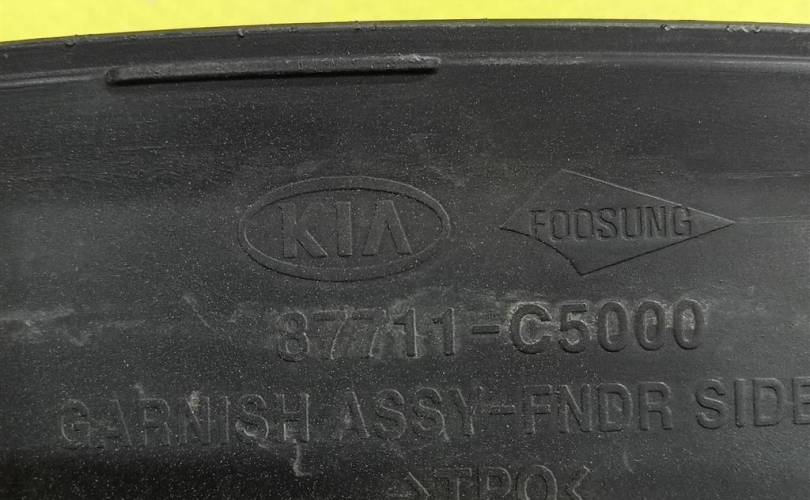 KIA FOOSUNG
87711-C5000
GARNISH ASSY-FNDR SIDE
>TPO<